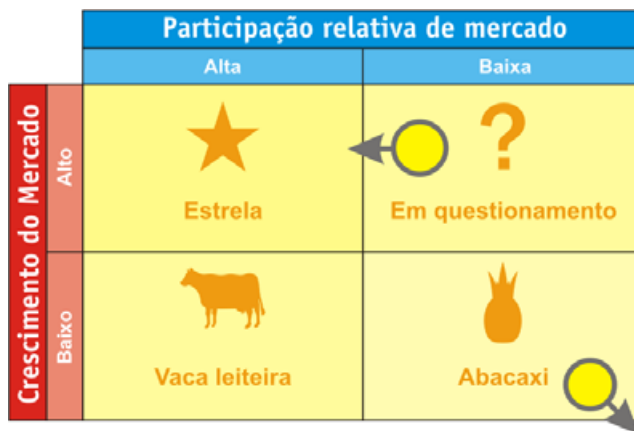 Participação relativa de mercado
Alta
Baixa
Crescimento do Mercado
Alto
Estrela
?
Em questionamento
Baixo
Vaca leiteira
Abacaxi